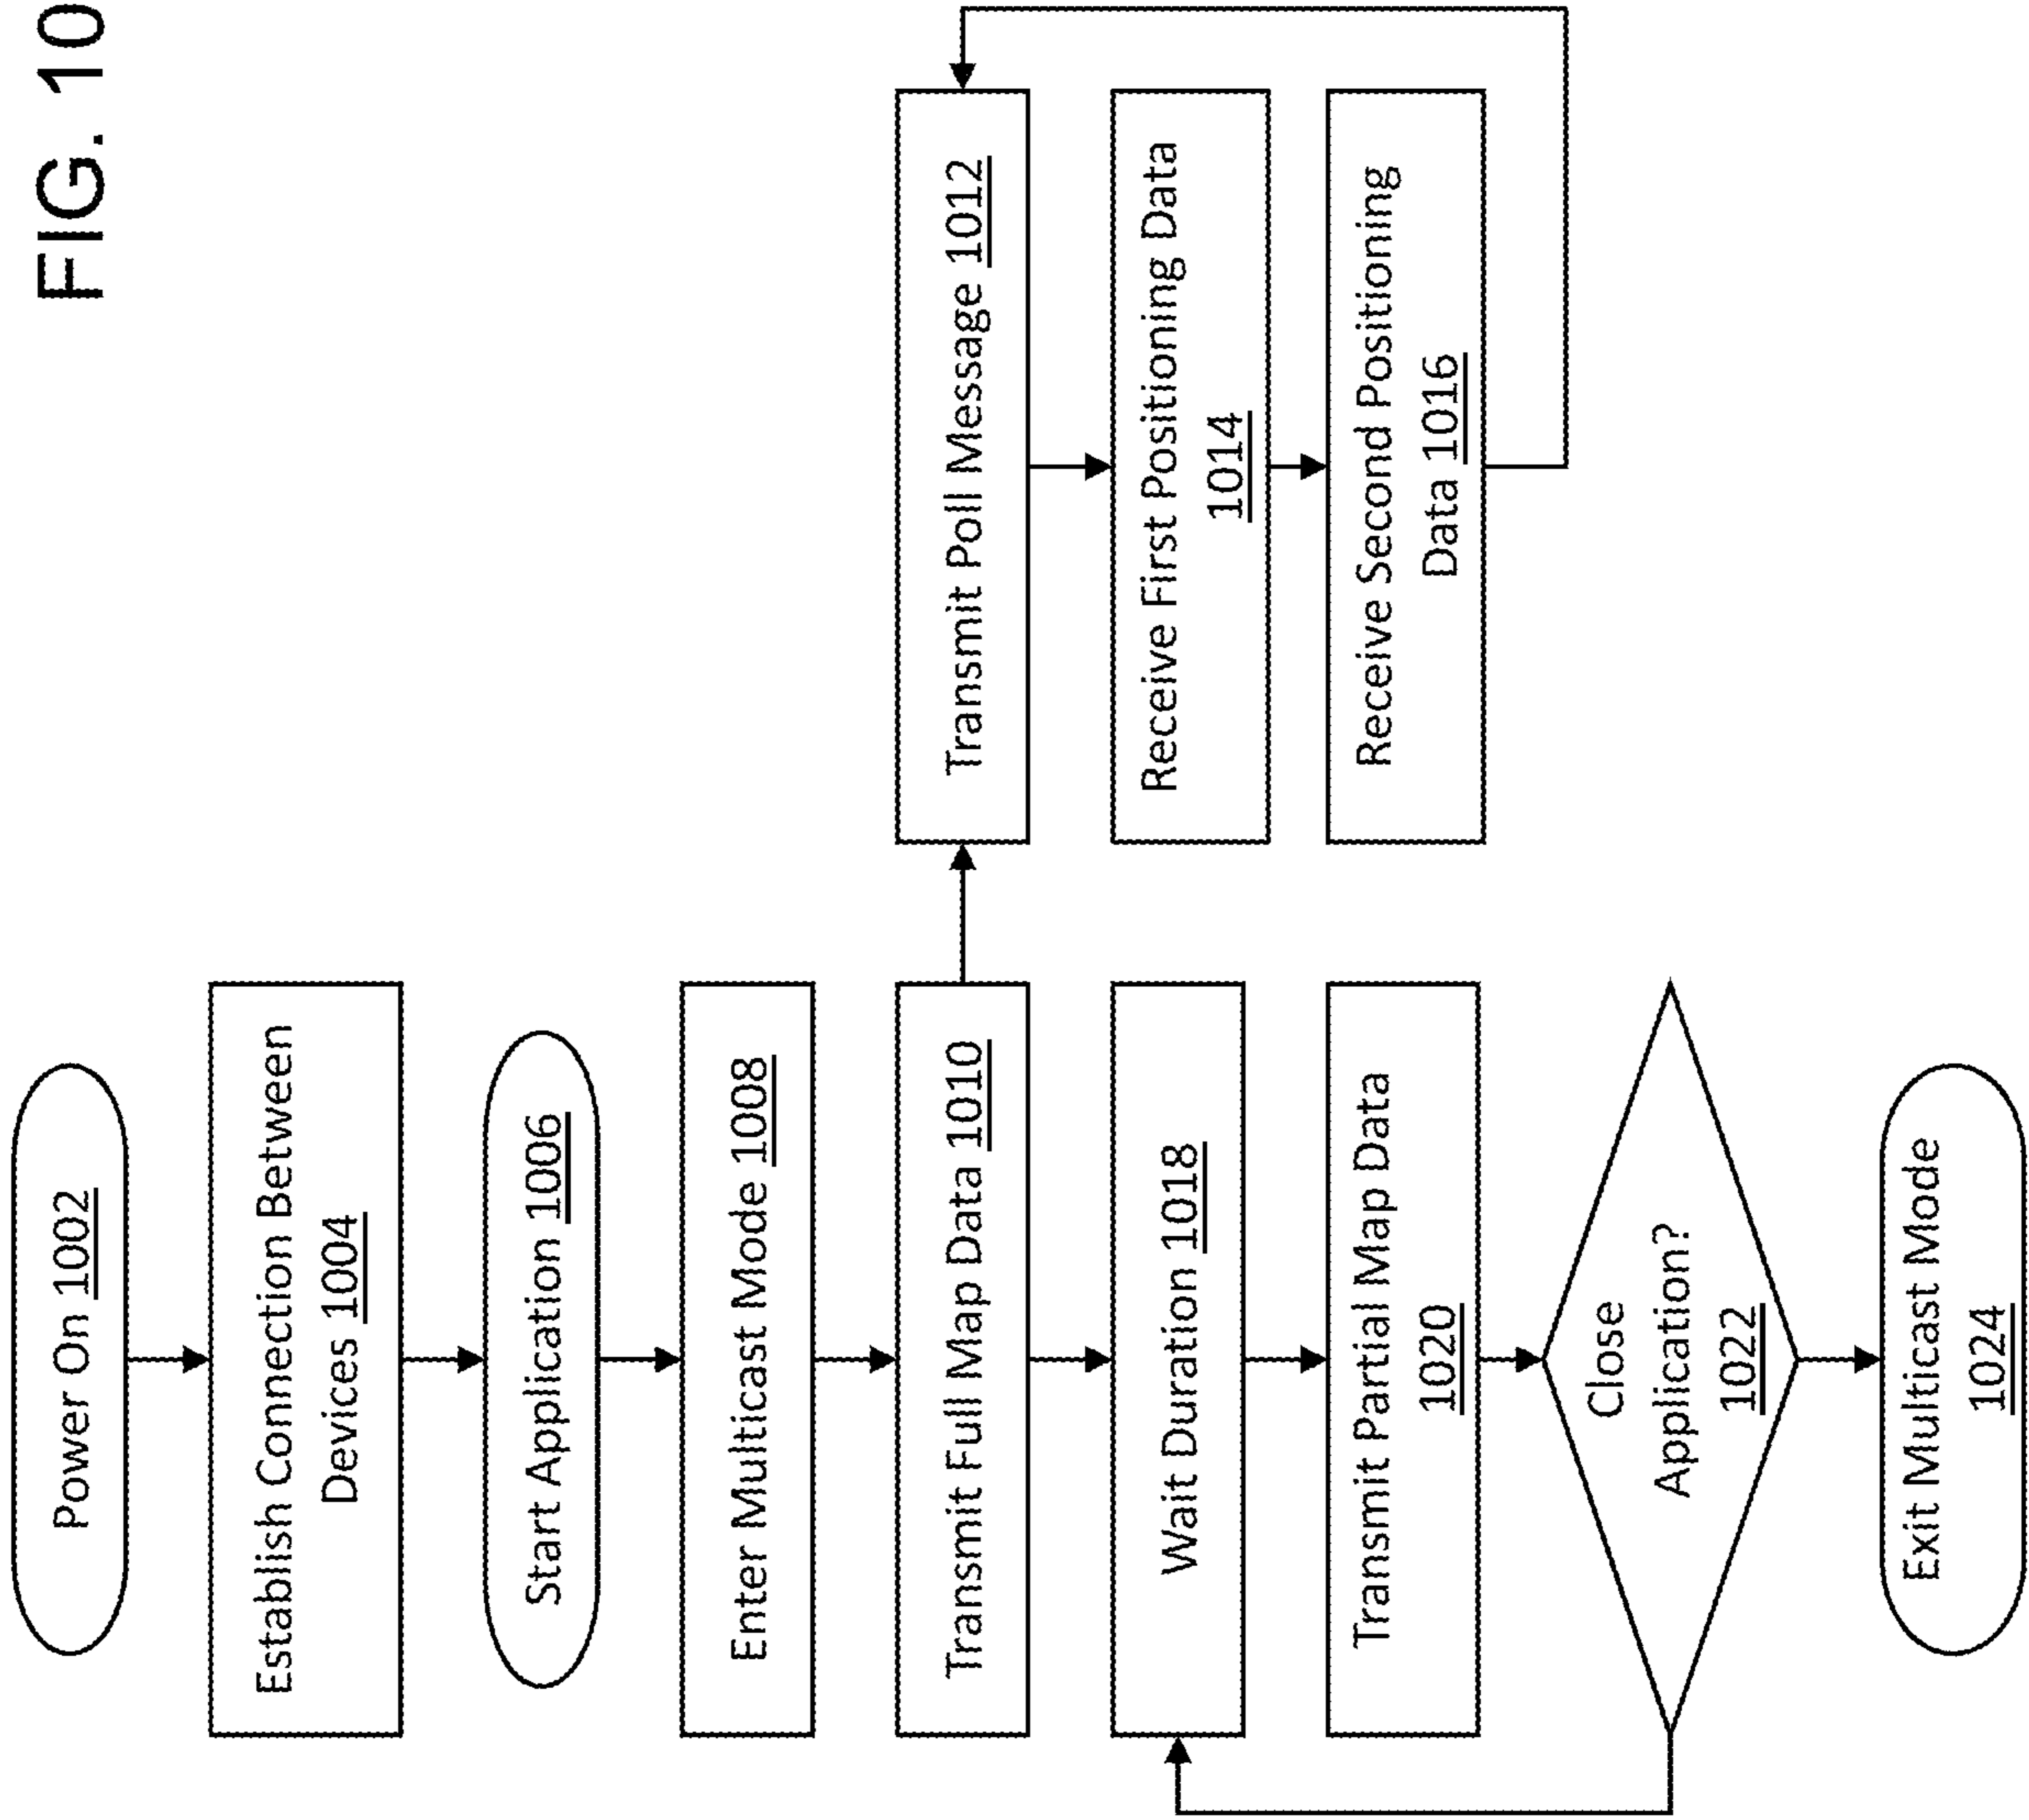 FIG. 10
Power On 1002
Establish Connection Between
Devices 1004
Start Application 1006
Enter Multicast Mode 1008
Transmit Full Map Data 1010
Transmit Poll Message 1012
Receive First Positioning Data
1014
Receive Second Positioning
Data 1016
Wait Duration 1018
Transmit Partial Map Data
1020
Close
Application?
1022
Exit Multicast Mode
1024